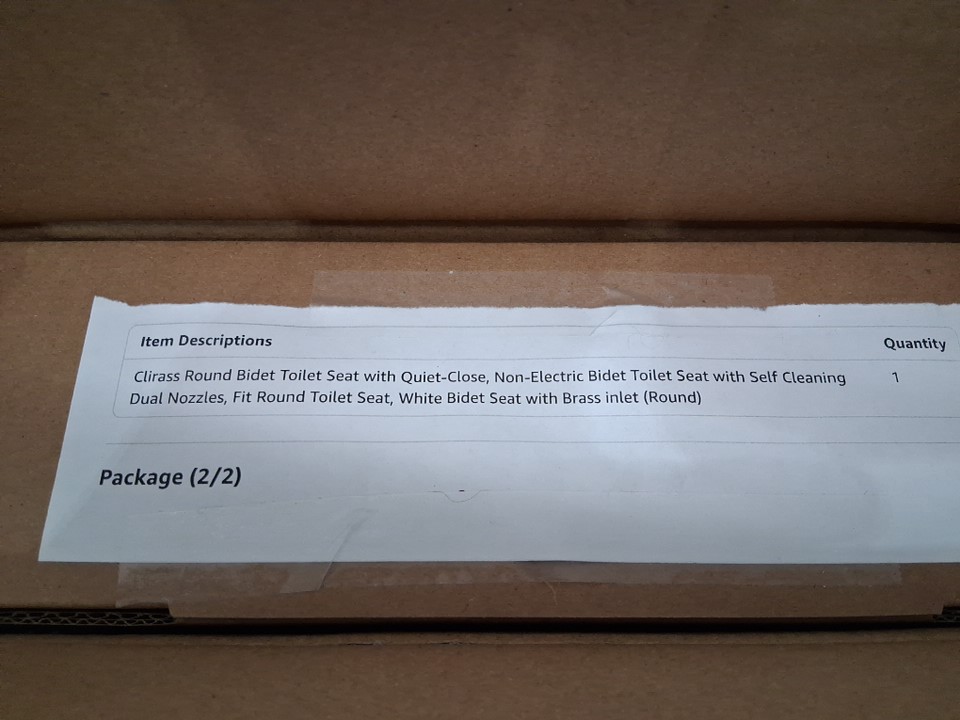 Item Descriptions Quantity
Clirass Round Bidet Toilet Seat with Quiet-Close, Non-Electric Bidet Toilet Seat with Self Cleaning 1
Dual Nozzles, Fit Round Toilet Seat, White Bidet Seat with Brass inlet (Round)
Package (2/2)